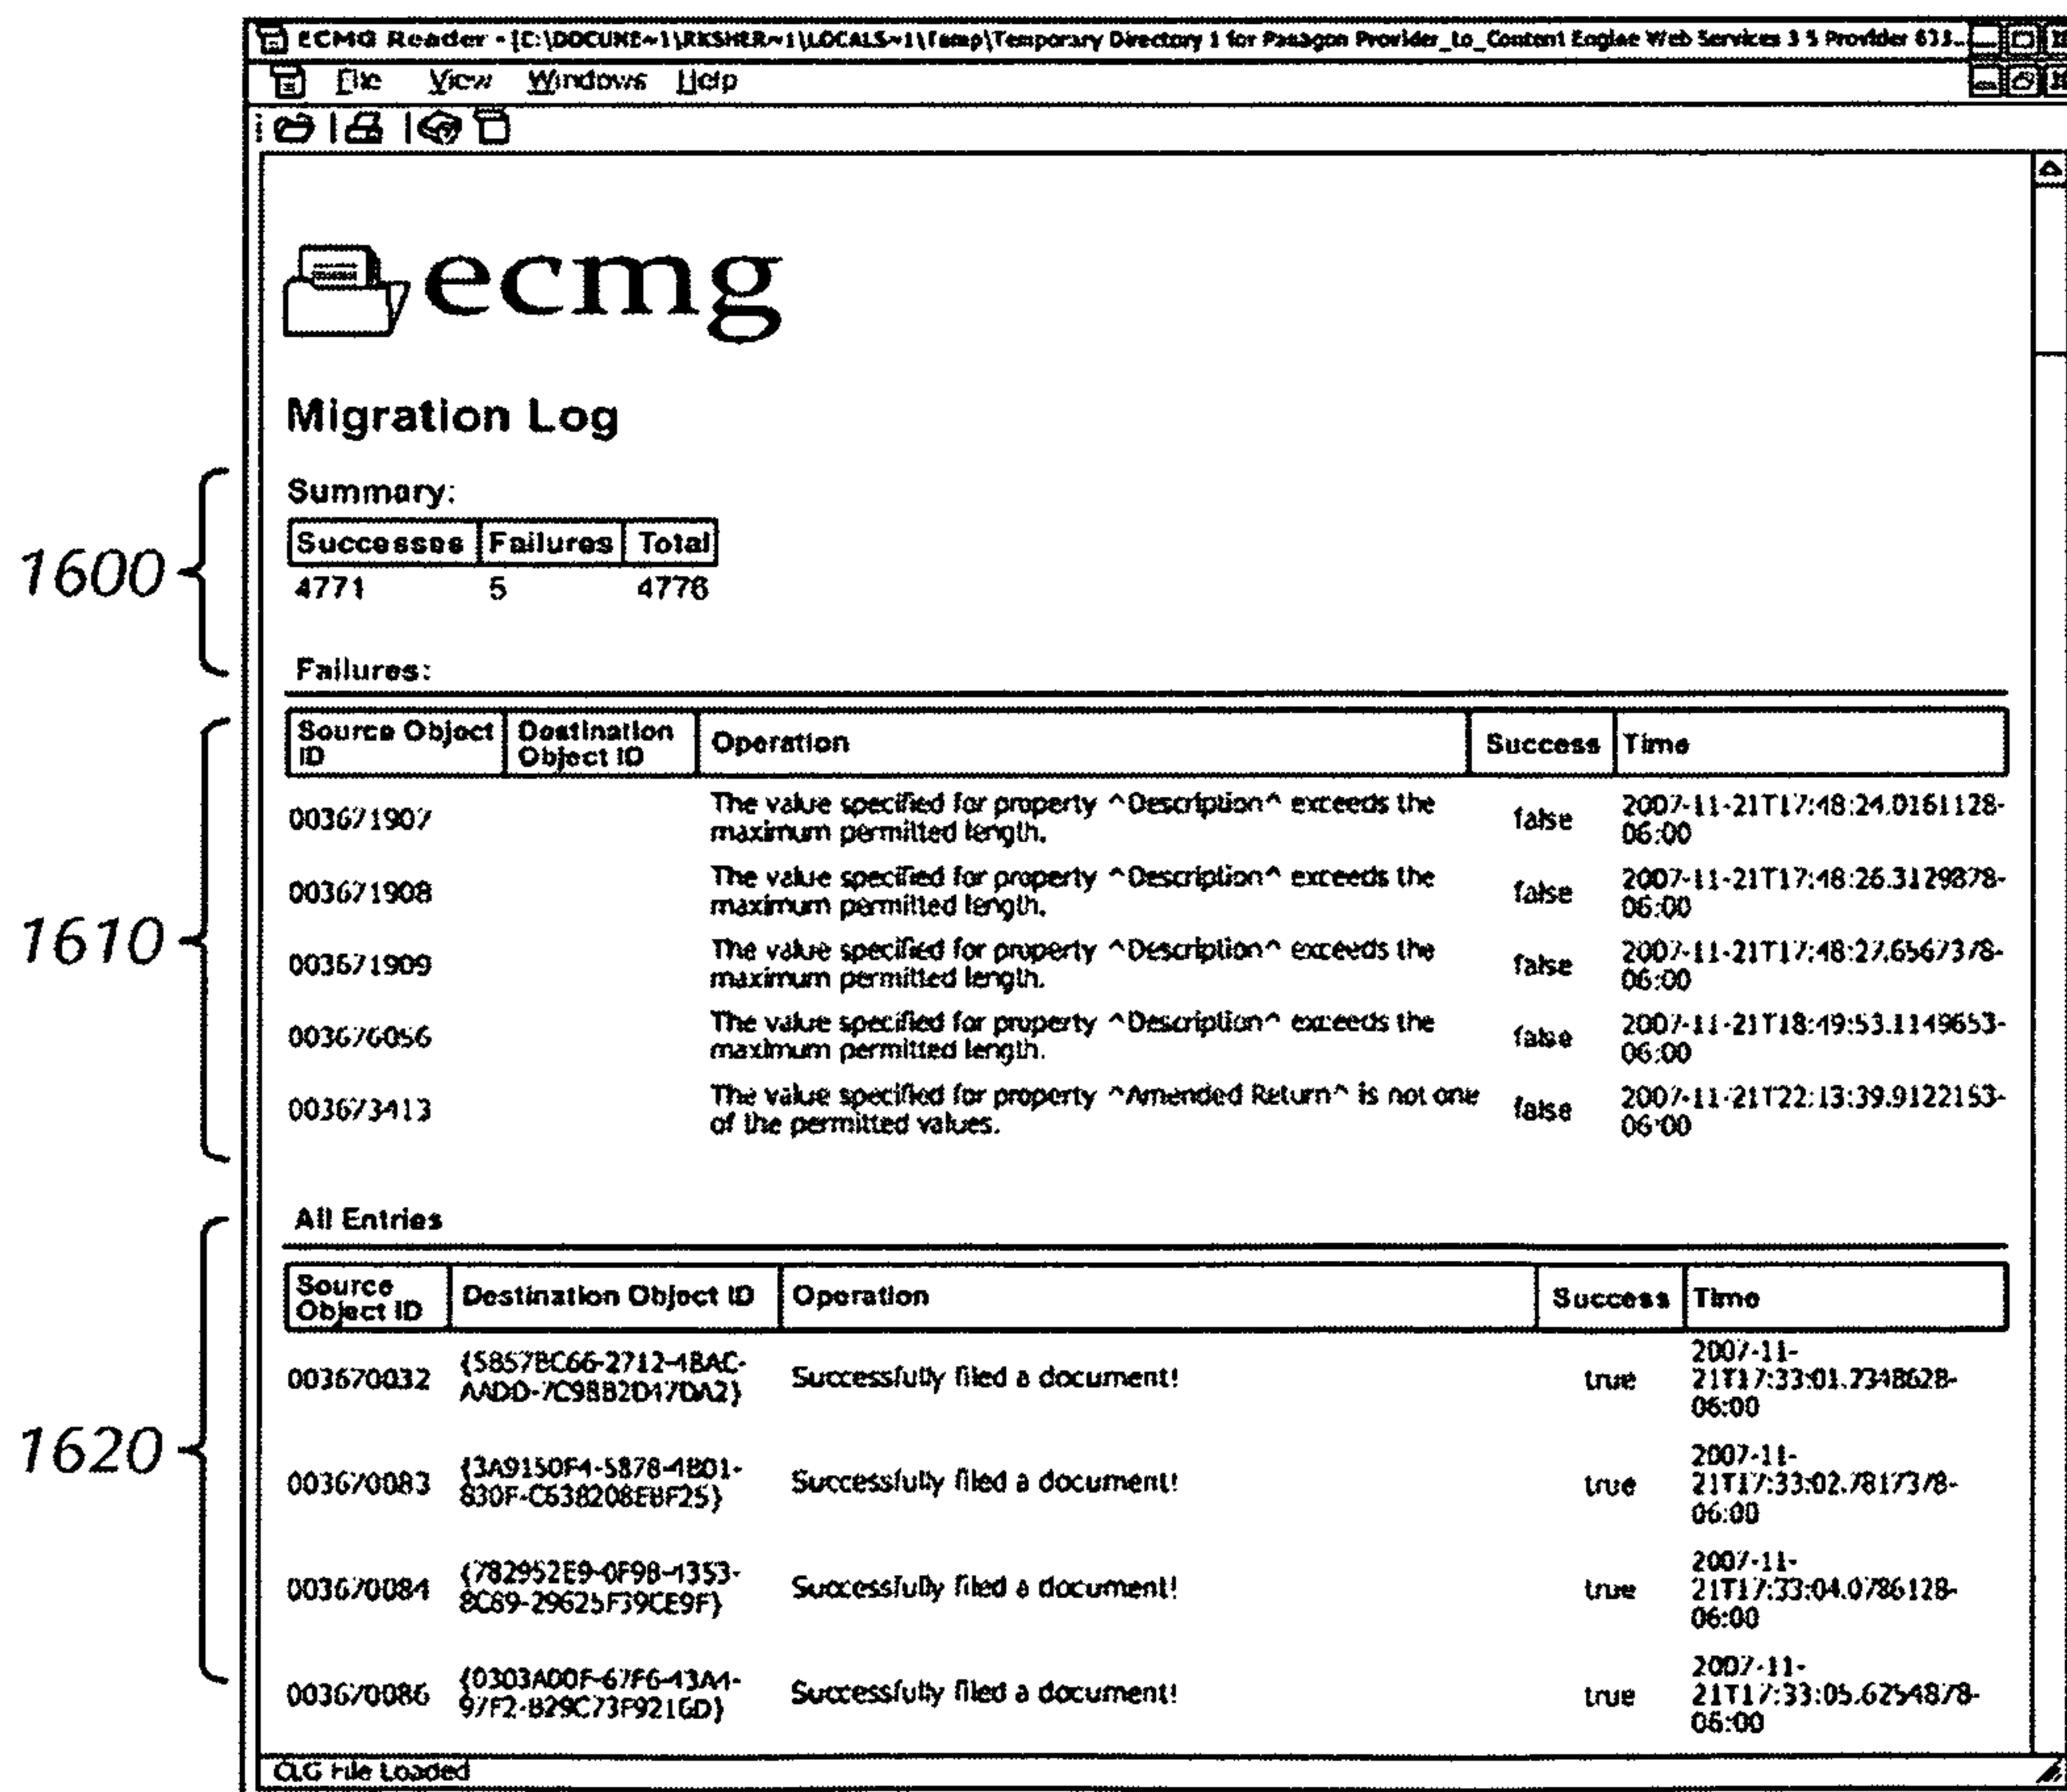 ECMG Reader - [C:\DOCUME~1\RKSHER~1\LOCALS~1\Temp\Temporary Directory 1 for Panagon Provider_to_Content Engine Web Services 3 5 Provider 633...
File View Windows Help
ecmg
Migration Log
1600
Summary:
Successes Failures Total
4771 5 4776
Failures:
1610
Source Object Destination Operation Success Time
ID Object ID
003671907 The value specified for property ^Description^ exceeds the false 2007-11-21T17:48:24.0161128-
maximum permitted length. 06:00
003671908 The value specified for property ^Description^ exceeds the false 2007-11-21T17:48:26.3129878-
maximum permitted length. 06:00
003671909 The value specified for property ^Description^ exceeds the false 2007-11-21T17:48:27.6567378-
maximum permitted length. 06:00
003676056 The value specified for property ^Description^ exceeds the false 2007-11-21T18:49:53.1149653-
maximum permitted length. 06:00
003673413 The value specified for property ^Amended Return^ is not one false 2007-11-21T22:13:39.9122153-
of the permitted values. 06:00
All Entries
1620
Source Destination Object ID Operation Success Time
Object ID
003670032 {5857BC66-2712-4BAC- Successfully filed a document! true 2007-11-
AADD-7C98B2D47DA2} 21T17:33:01.2348628-
06:00
003670083 {3A9150F4-5878-4B01- Successfully filed a document! true 2007-11-
830F-C638208EBF25} 21T17:33:02.7817378-
06:00
003670084 {782952E9-0F98-4353- Successfully filed a document! true 2007-11-
8C89-29625F39CE9F} 21T17:33:04.0786128-
06:00
003670086 {0303A00F-67F6-43A4- Successfully filed a document! true 2007-11-
97F2-B29C73F9216D} 21T17:33:05.6254878-
06:00
CLG File Loaded